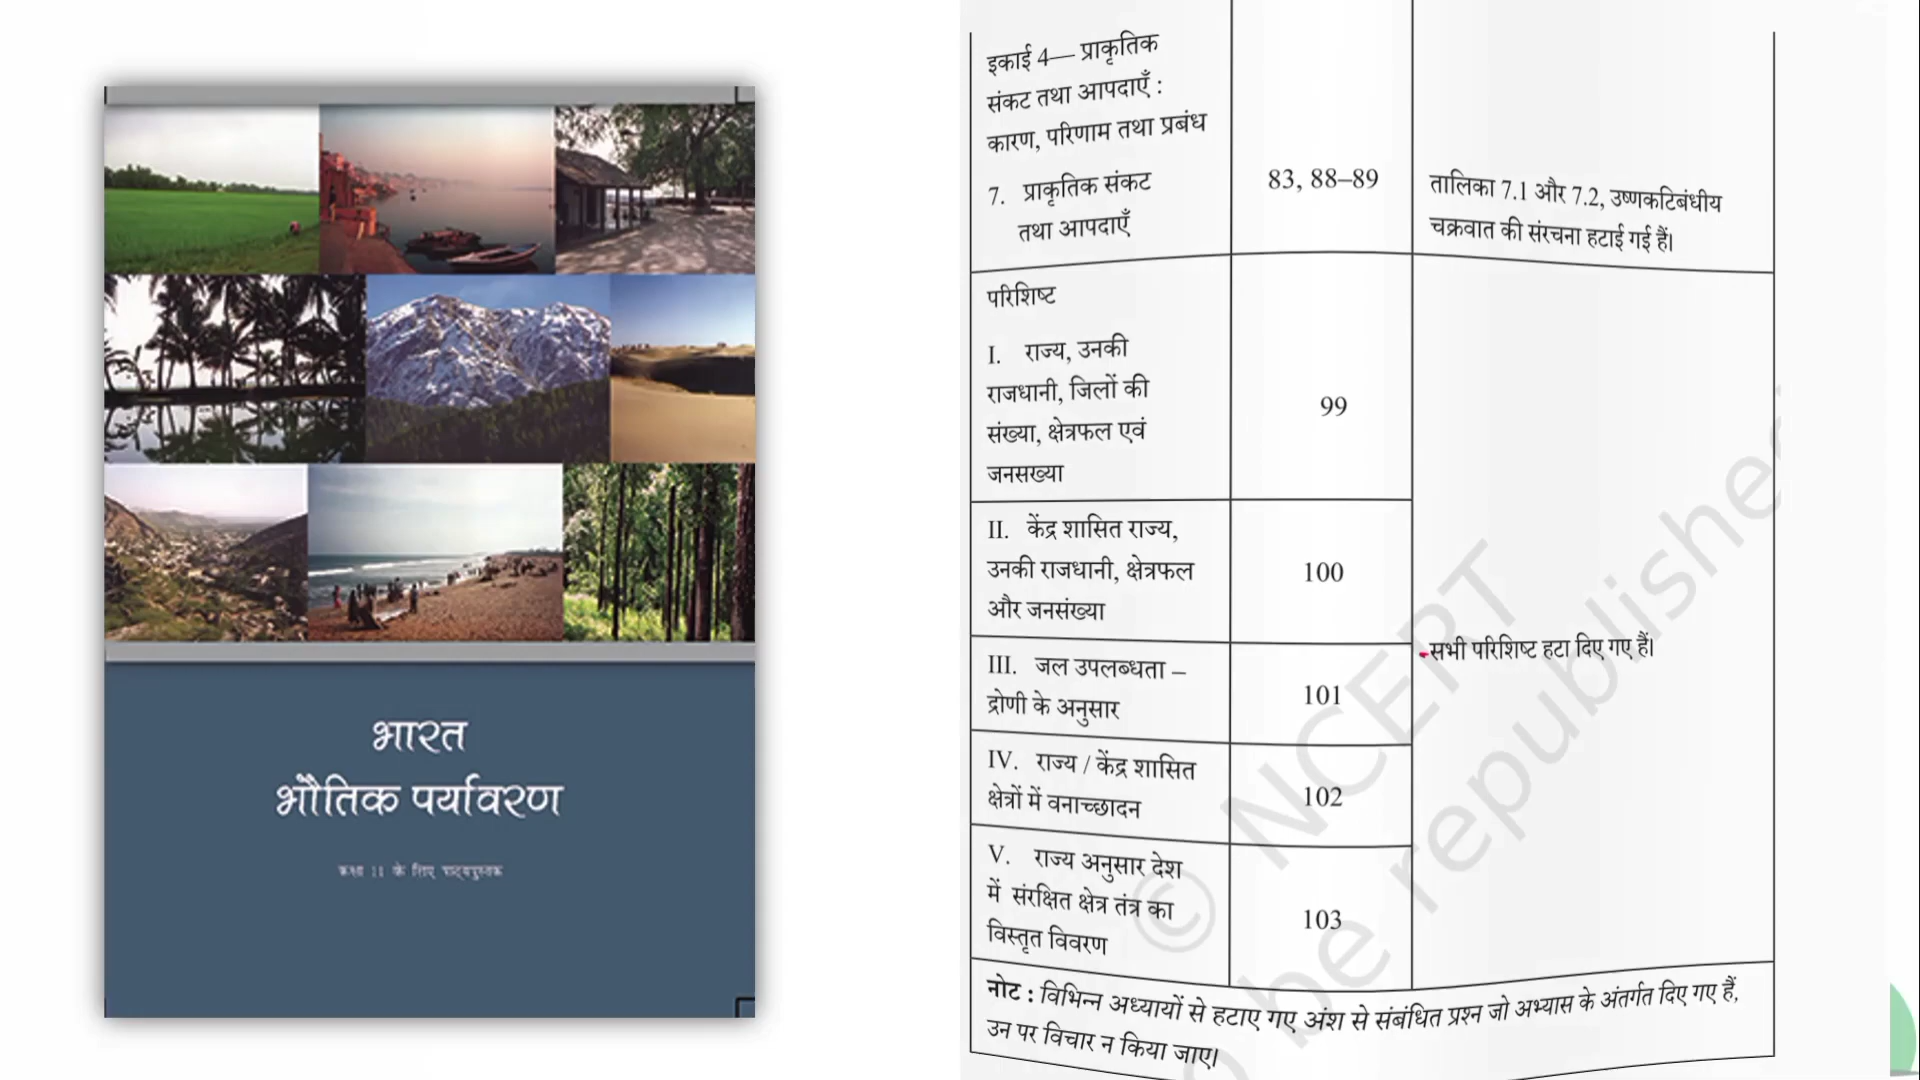 भारत
भौतिक पर्यावरण
कक्षा 11 के लिए पाठ्यपुस्तक
इकाई 4— प्राकृतिक
संकट तथा आपदाएँ :
कारण, परिणाम तथा प्रबंध
7. प्राकृतिक संकट
तथा आपदाएँ
83, 88–89
तालिका 7.1 और 7.2, उष्णकटिबंधीय
चक्रवात की संरचना हटाई गई हैं।
परिशिष्ट
I. राज्य, उनकी
राजधानी, जिलों की
संख्या, क्षेत्रफल एवं
जनसख्या
99
II. केंद्र शासित राज्य,
उनकी राजधानी, क्षेत्रफल
और जनसंख्या
100
III. जल उपलब्धता –
द्रोणी के अनुसार
101
IV. राज्य / केंद्र शासित
क्षेत्रों में वनाच्छादन
102
V. राज्य अनुसार देश
में संरक्षित क्षेत्र तंत्र का
विस्तृत विवरण
103
सभी परिशिष्ट हटा दिए गए हैं।
नोट : विभिन्न अध्यायों से हटाए गए अंश से संबंधित प्रश्न जो अभ्यास के अंतर्गत दिए गए हैं,
उन पर विचार न किया जाए।
© NCERT
be republishe